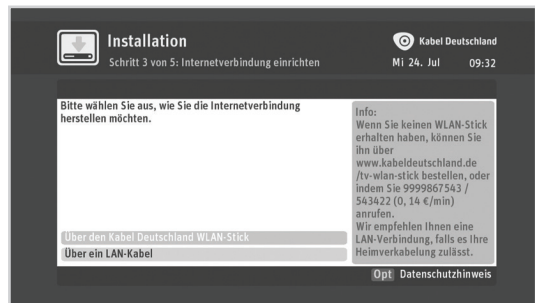 Installation
Schritt 3 von 5: Internetverbindung einrichten
Kabel Deutschland
Mi 24. Jul 09:32
Bitte wählen Sie aus, wie Sie die Internetverbindung
herstellen möchten.
Über den Kabel Deutschland WLAN-Stick
Über ein LAN-Kabel
Info:
Wenn Sie keinen WLAN-Stick
erhalten haben, können Sie
ihn über
www.kabeldeutschland.de
/tv-wlan-stick bestellen, oder
indem Sie 9999867543 /
543422 (0, 14 €/min)
anrufen.
Wir empfehlen Ihnen eine
LAN-Verbindung, falls es Ihre
Heimverkabelung zulässt.
Opt Datenschutzhinweis